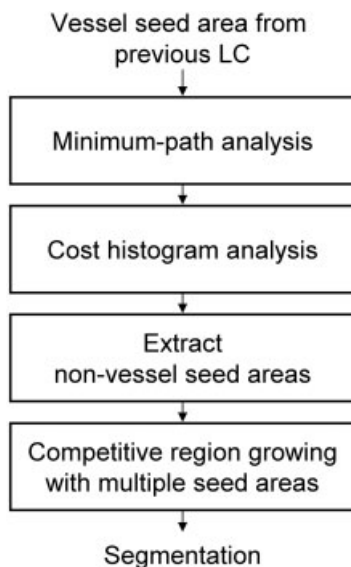 Vessel seed area from
previous LC
Minimum-path analysis
Cost histogram analysis
Extract
non-vessel seed areas
Competitive region growing
with multiple seed areas
Segmentation